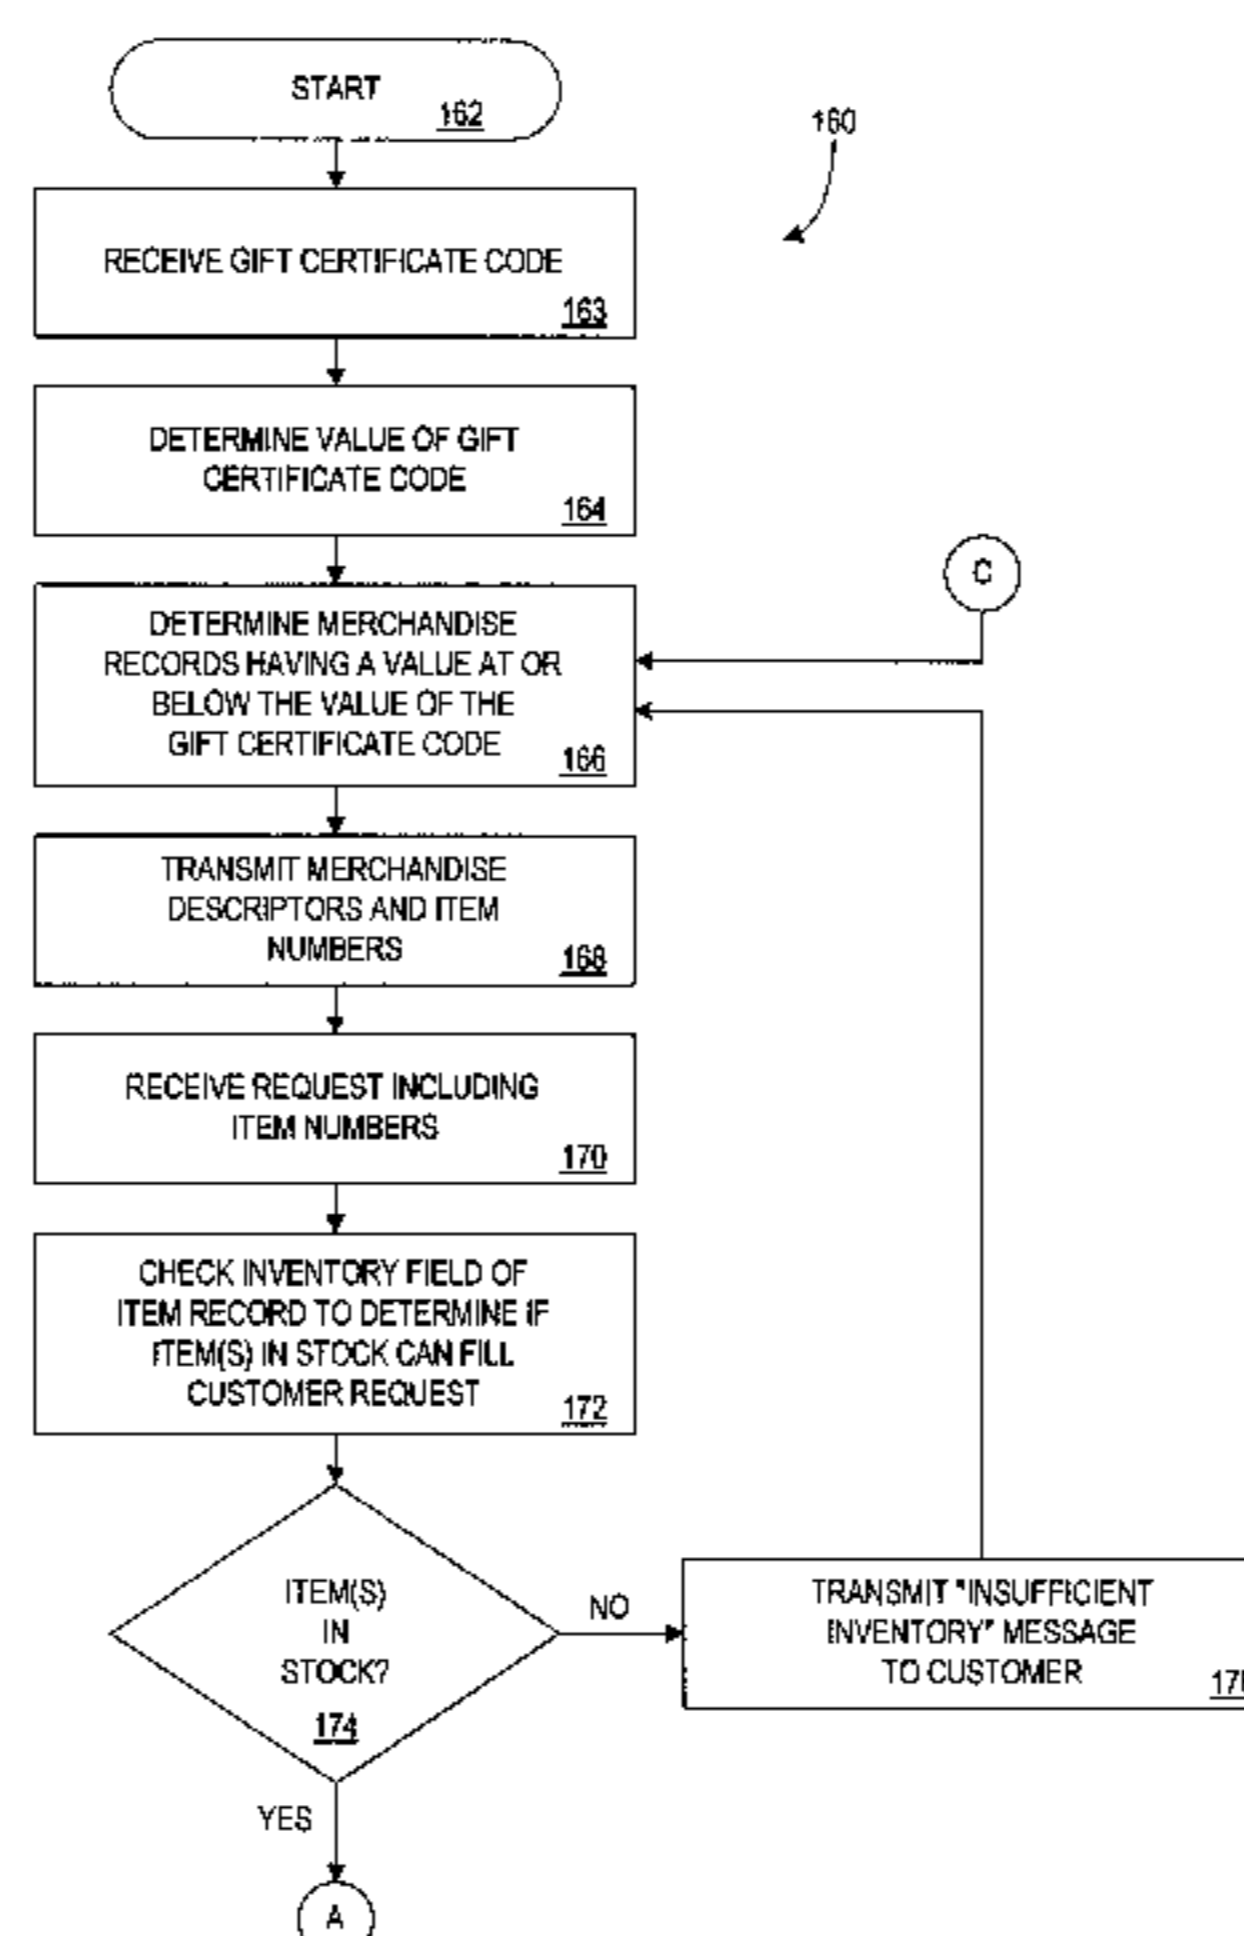 START
162
160
RECEIVE GIFT CERTIFICATE CODE
163
DETERMINE VALUE OF GIFT
CERTIFICATE CODE
164
C
DETERMINE MERCHANDISE
RECORDS HAVING A VALUE AT OR
BELOW THE VALUE OF THE
GIFT CERTIFICATE CODE
166
TRANSMIT MERCHANDISE
DESCRIPTORS AND ITEM
NUMBERS
168
RECEIVE REQUEST INCLUDING
ITEM NUMBERS
170
CHECK INVENTORY FIELD OF
ITEM RECORD TO DETERMINE IF
ITEM(S) IN STOCK CAN FILL
CUSTOMER REQUEST
172
ITEM(S)
IN
STOCK?
174
NO
TRANSMIT "INSUFFICIENT
INVENTORY" MESSAGE
TO CUSTOMER
YES
A